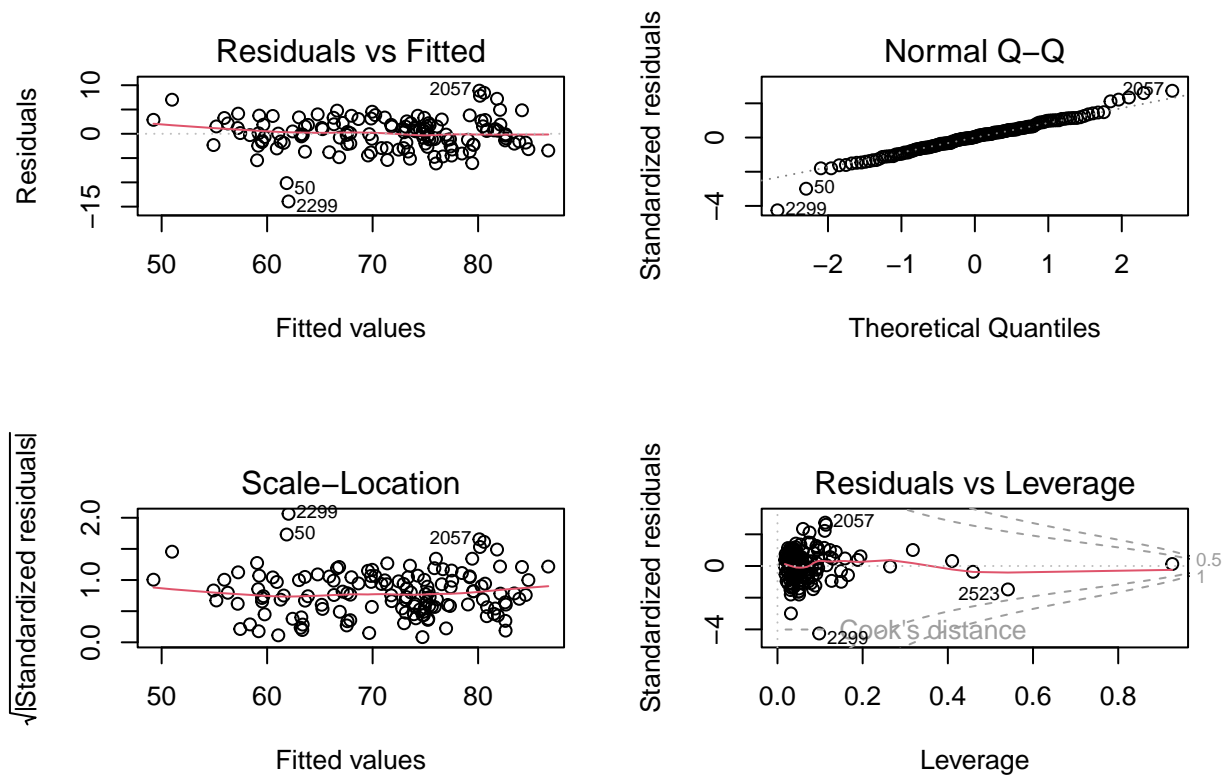 Residuals vs Fitted
Residuals
10
0
−15
2057
50
2299
50 60 70 80
Fitted values
Normal Q−Q
Standardized residuals
0
−4
2057
50
2299
−2 −1 0 1 2
Theoretical Quantiles
Scale−Location
√|Standardized residuals|
2.0
1.0
0.0
2299
50
2057
50 60 70 80
Fitted values
Residuals vs Leverage
Standardized residuals
0
−4
2057
2523
2299
Cook's distance
0.5
1
0.0 0.2 0.4 0.6 0.8
Leverage